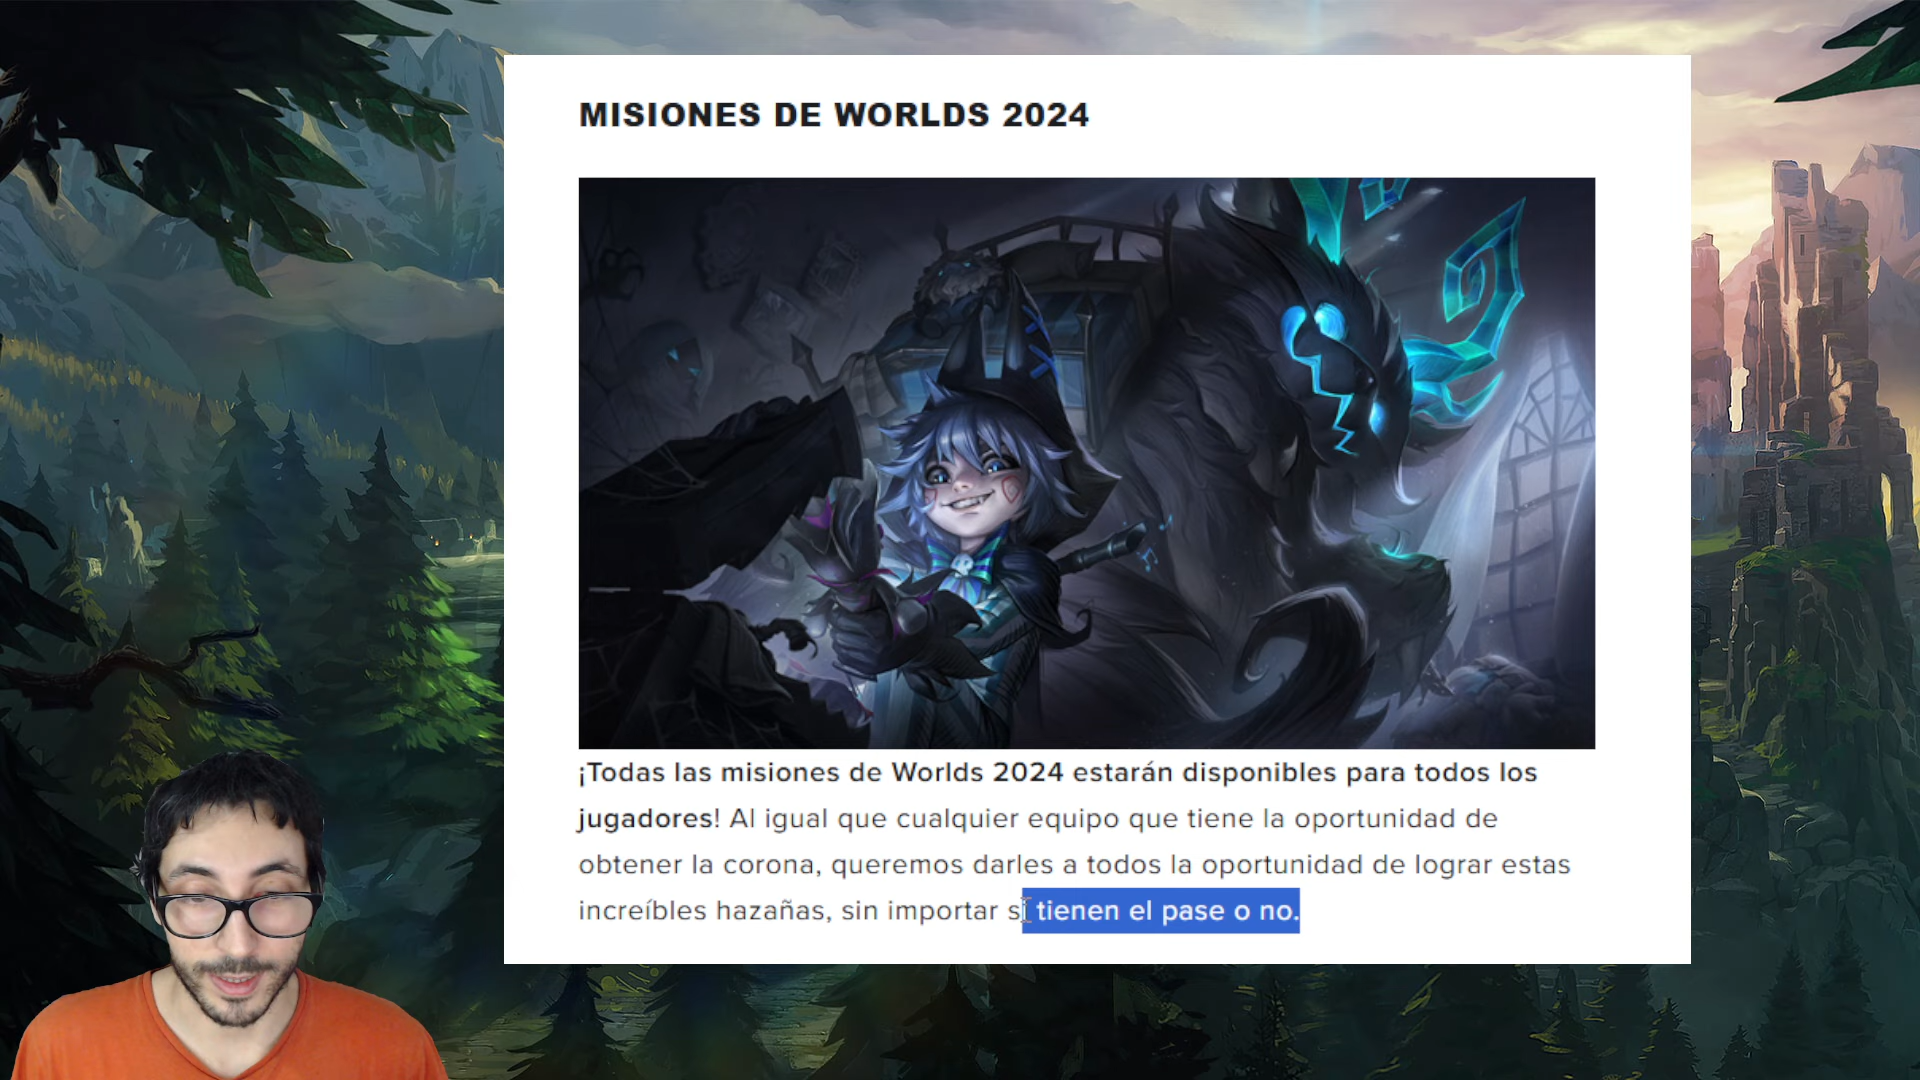 MISIONES DE WORLDS 2024
¡Todas las misiones de Worlds 2024 estarán disponibles para todos los
jugadores! Al igual que cualquier equipo que tiene la oportunidad de
obtener la corona, queremos darles a todos la oportunidad de lograr estas
increíbles hazañas, sin importar si tienen el pase o no.